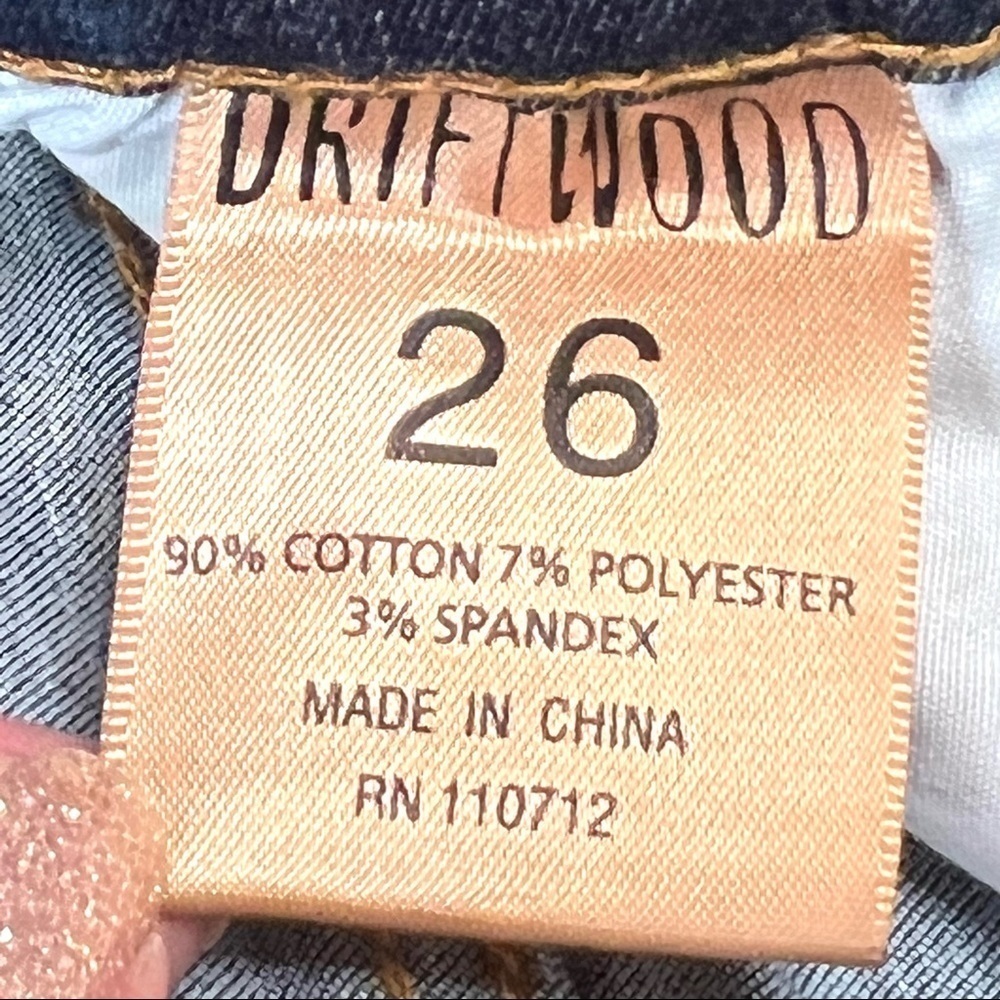 DRIFTWOOD
26
90% COTTON 7% POLYESTER
3% SPANDEX
MADE IN CHINA
RN 110712